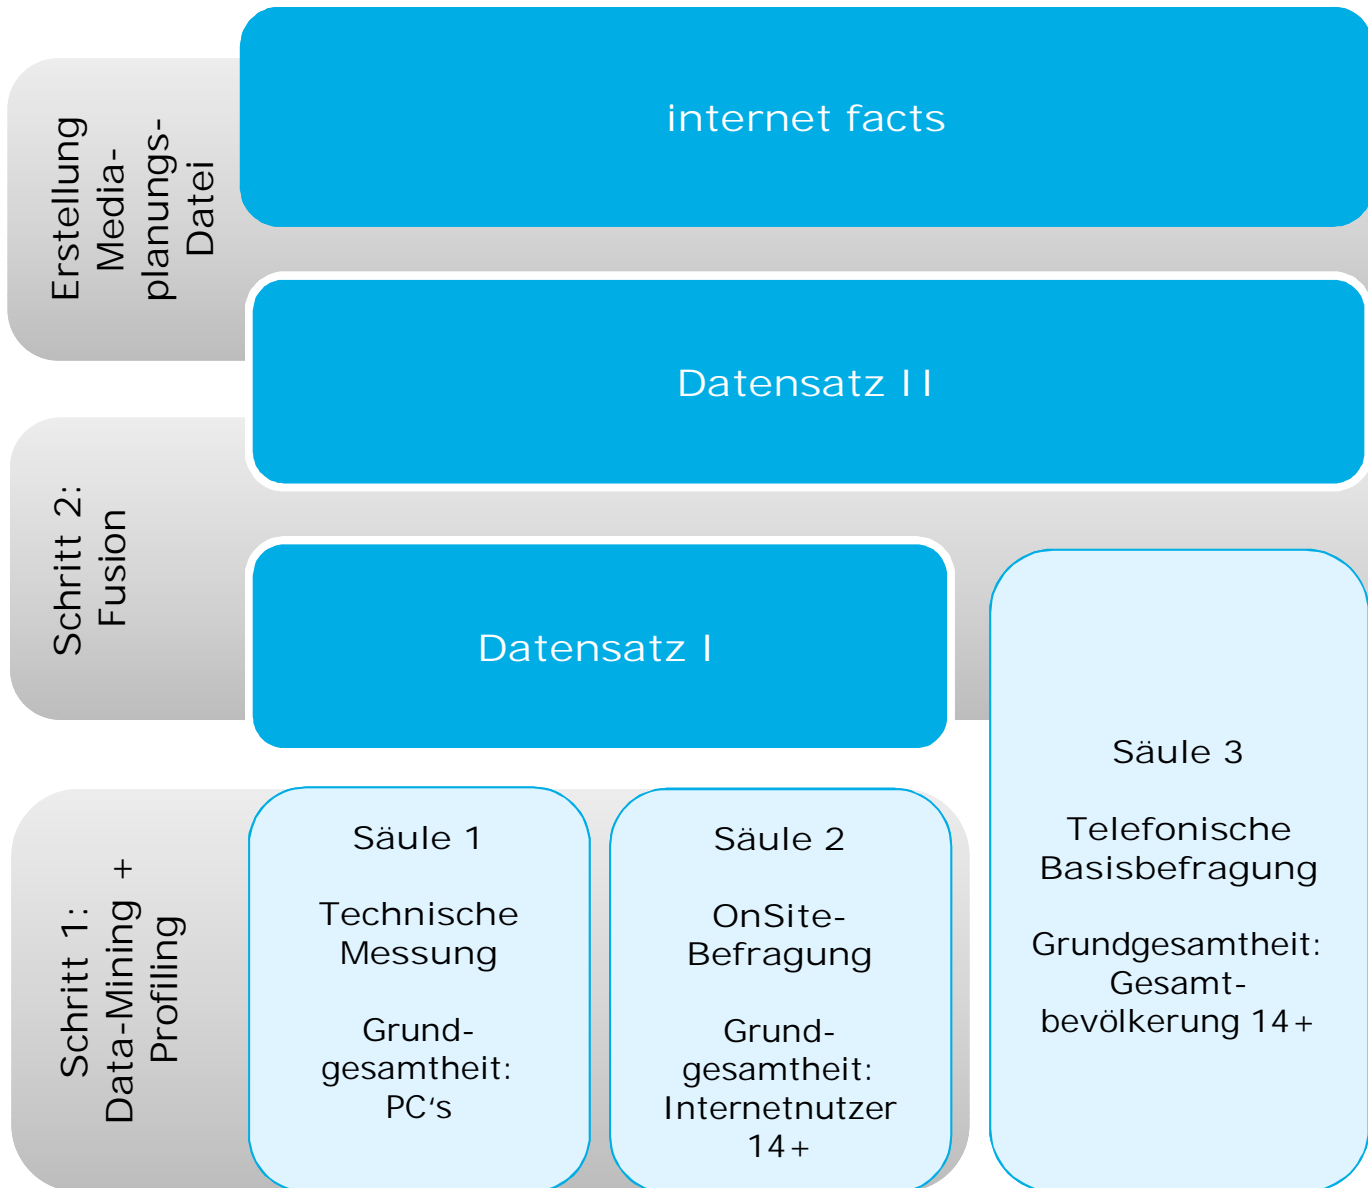 Erstellung
Media-
planungs-
Datei
internet facts
Datensatz II
Schritt 2:
Fusion
Datensatz I
Schritt 1:
Data-Mining +
Profiling
Säule 1
Technische
Messung
Grund-
gesamtheit:
PC‘s
Säule 2
OnSite-
Befragung
Grund-
gesamtheit:
Internetnutzer
14+
Säule 3
Telefonische
Basisbefragung
Grundgesamtheit:
Gesamt-
bevölkerung 14+